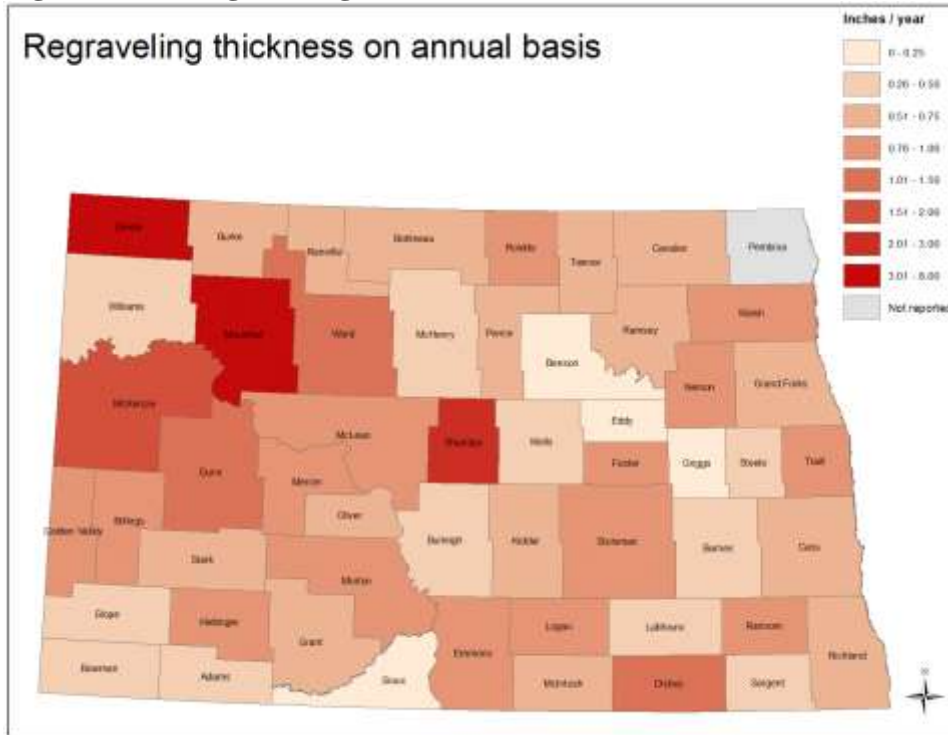 Regraveling thickness on annual basis
Inches / year
0 - 0.25
0.26 - 0.50
0.51 - 0.75
0.76 - 1.00
1.01 - 1.50
1.51 - 2.00
2.01 - 3.00
3.01 - 8.00
Not reported
Divide
Burke
Renville
Bottineau
Rolette
Towner
Cavalier
Pembina
Williams
Mountrail
Ward
McHenry
Pierce
Benson
Ramsey
Walsh
Nelson
Grand Forks
McKenzie
McLean
Sheridan
Wells
Eddy
Foster
Griggs
Steele
Traill
Dunn
Mercer
Oliver
Golden Valley
Billings
Stark
Burleigh
Kidder
Stutsman
Barnes
Cass
Morton
Slope
Hettinger
Grant
Logan
LaMoure
Ransom
Richland
Emmons
Bowman
Adams
Sioux
McIntosh
Dickey
Sargent